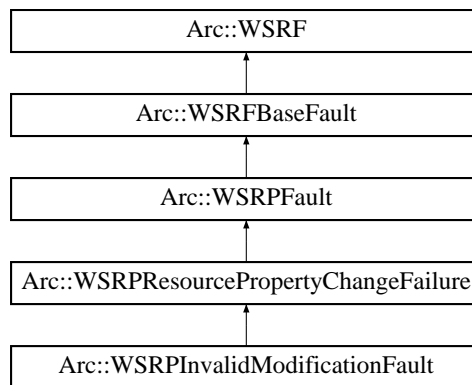 Arc::WSRF
Arc::WSRFBaseFault
Arc::WSRPFault
Arc::WSRPResourcePropertyChangeFailure
Arc::WSRPInvalidModificationFault